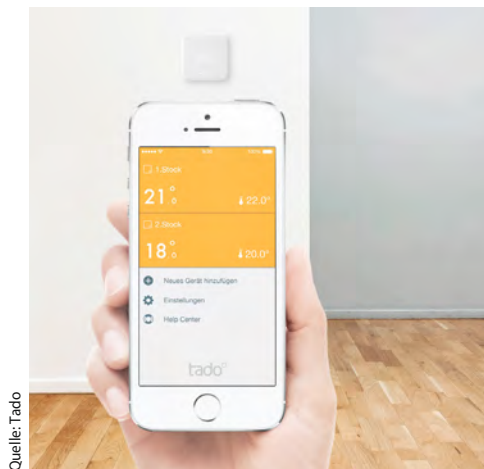 1.Stock
21°
22.0°
2.Stock
18°
20.0°
Neues Gerät hinzufügen
Einstellungen
Help Center
tado°
Quelle: Tado